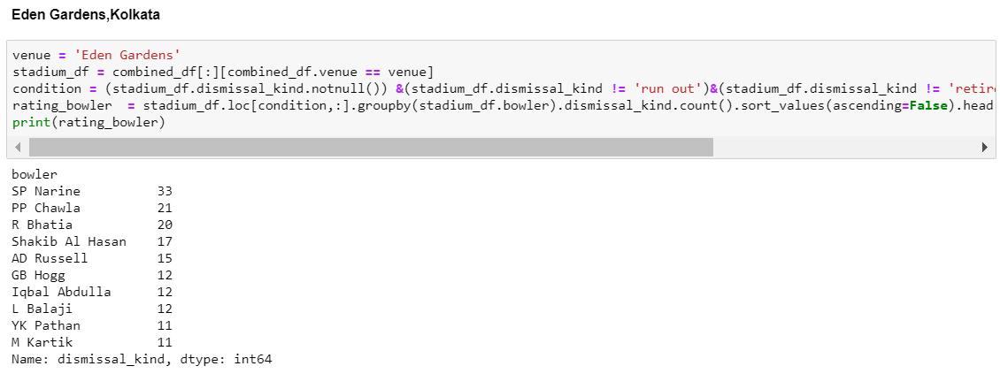 Eden Gardens,Kolkata
venue = 'Eden Gardens'
stadium_df = combined_df[:][combined_df.venue == venue]
condition = (stadium_df.dismissal_kind.notnull()) &(stadium_df.dismissal_kind != 'run out')&(stadium_df.dismissal_kind != 'retire
rating_bowler  = stadium_df.loc[condition,:].groupby(stadium_df.bowler).dismissal_kind.count().sort_values(ascending=False).head
print(rating_bowler)
bowler
SP Narine          33
PP Chawla          21
R Bhatia           20
Shakib Al Hasan    17
AD Russell         15
GB Hogg            12
Iqbal Abdulla      12
L Balaji           12
YK Pathan          11
M Kartik           11
Name: dismissal_kind, dtype: int64